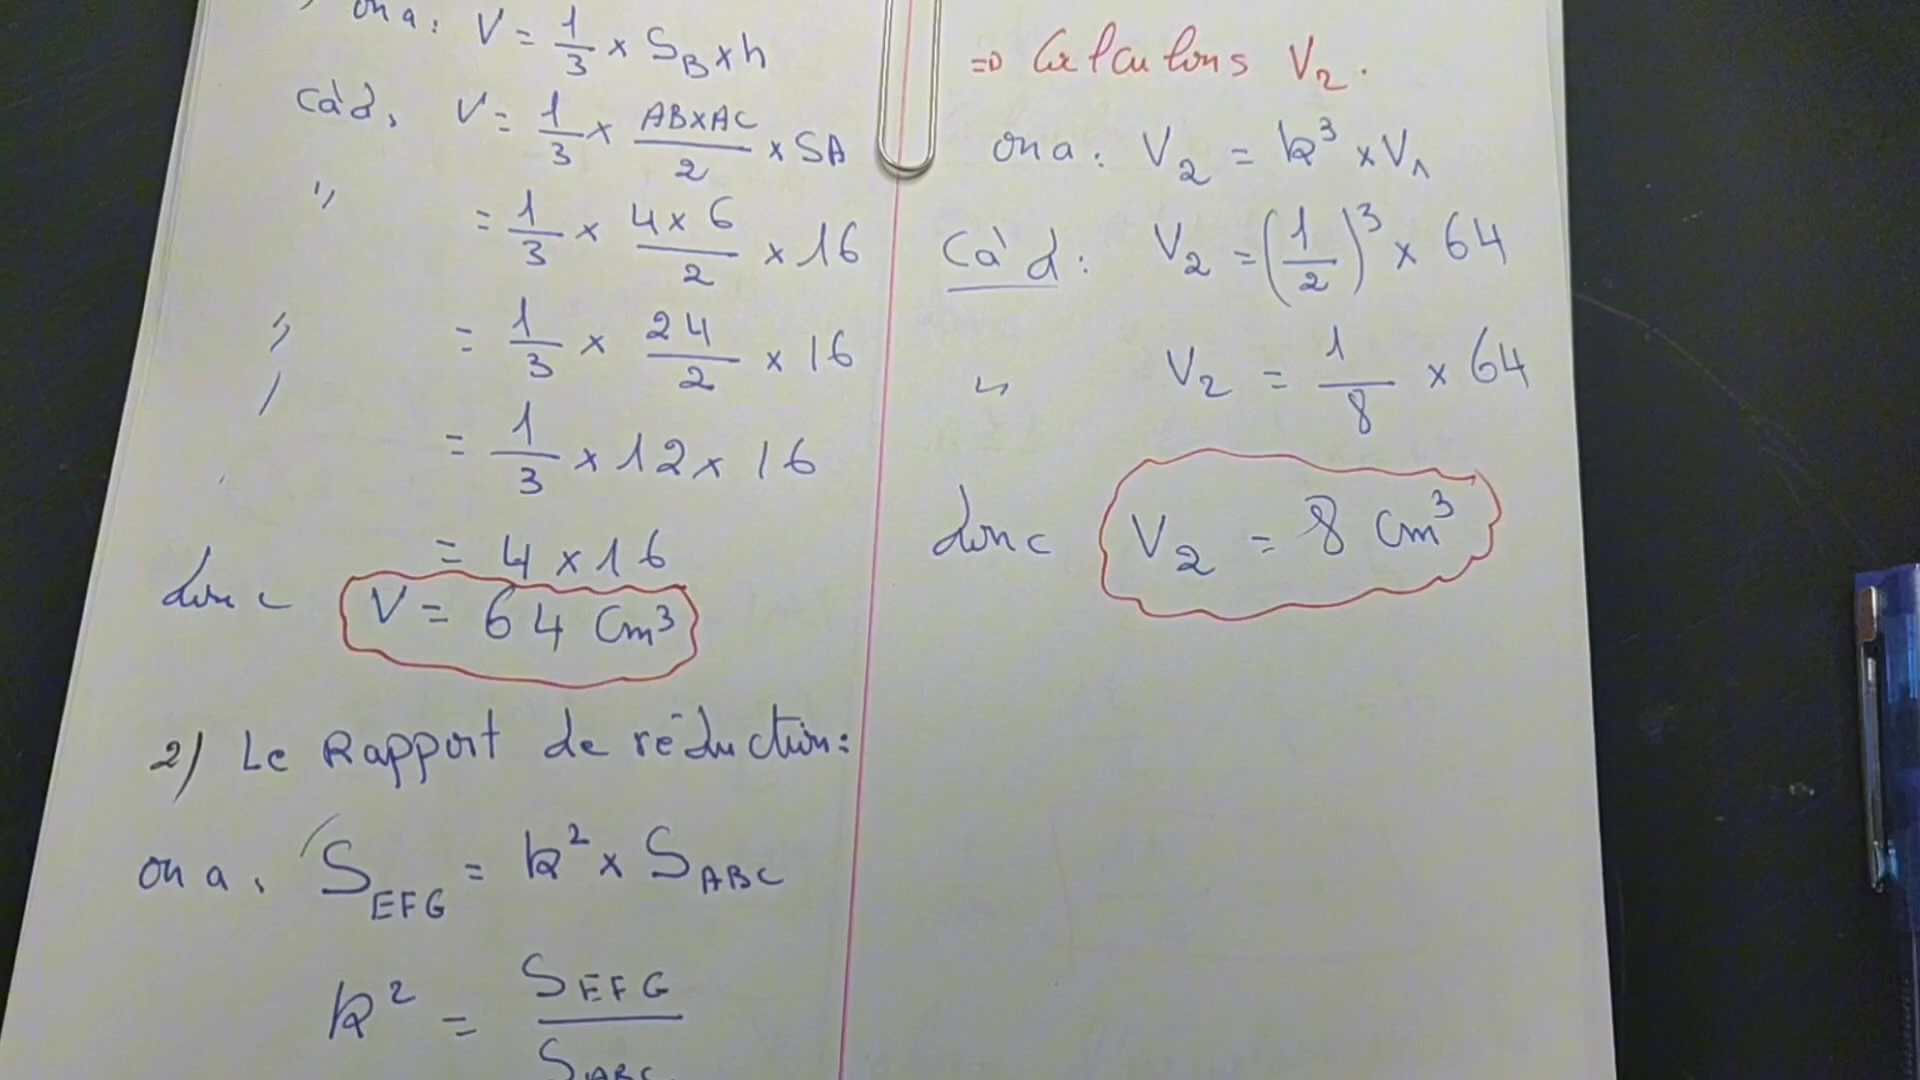 on a : V = 1/3 × S_B × h
Cà'd, V = 1/3 × AB×AC/2 × SA
" = 1/3 × 4 × 6/2 × 16
= 1/3 × 24/2 × 16
= 1/3 × 12 × 16
= 4 × 16
donc V = 64 Cm³
2) Le Rapport de réduction :
on a, S_EFG = k² × S_ABC
k² = S_EFG/S_ABC
⇒ Calculons V₂.
on a : V₂ = k³ × V₁
Cà'd : V₂ = (1/2)³ × 64
" V₂ = 1/8 × 64
donc V₂ = 8 Cm³